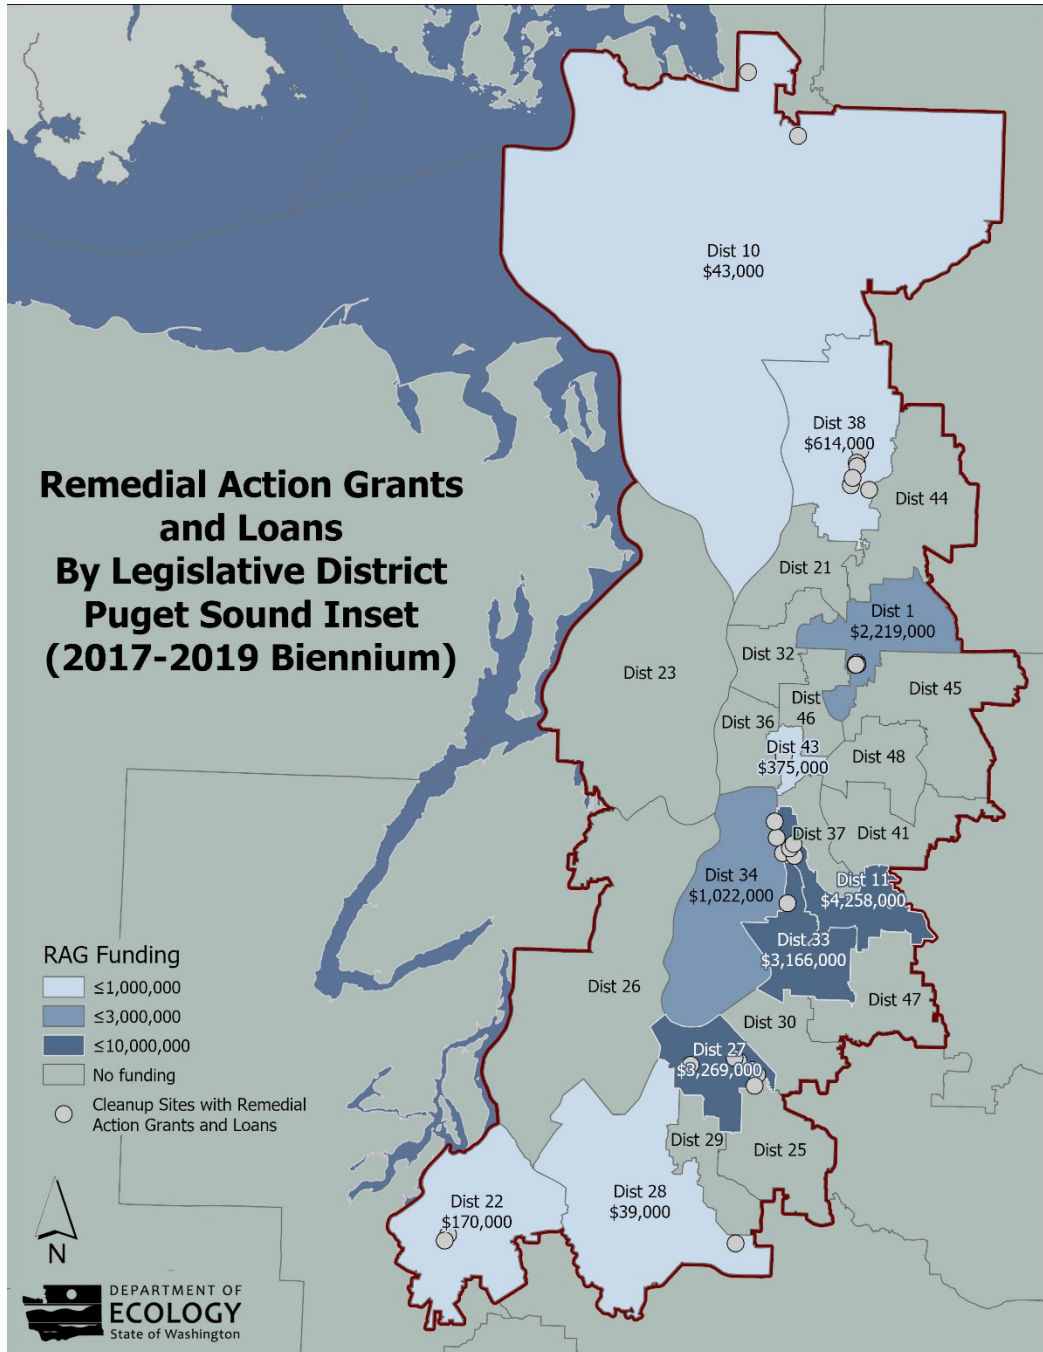 Dist 10
$43,000
Dist 38
$614,000
Dist 44
Remedial Action Grants
and Loans
By Legislative District
Puget Sound Inset
(2017-2019 Biennium)
Dist 21
Dist 1
$2,219,000
Dist 32
Dist 23
Dist 45
Dist
46
Dist 36
Dist 43
$375,000
Dist 48
Dist 37
Dist 41
Dist 34
$1,022,000
Dist 11
$4,258,000
Dist 33
$3,166,000
Dist 26
Dist 47
Dist 30
Dist 27
$3,269,000
Dist 29
Dist 25
Dist 28
$39,000
Dist 22
$170,000
RAG Funding
≤1,000,000
≤3,000,000
≤10,000,000
No funding
Cleanup Sites with Remedial
Action Grants and Loans
N
DEPARTMENT OF
ECOLOGY
State of Washington